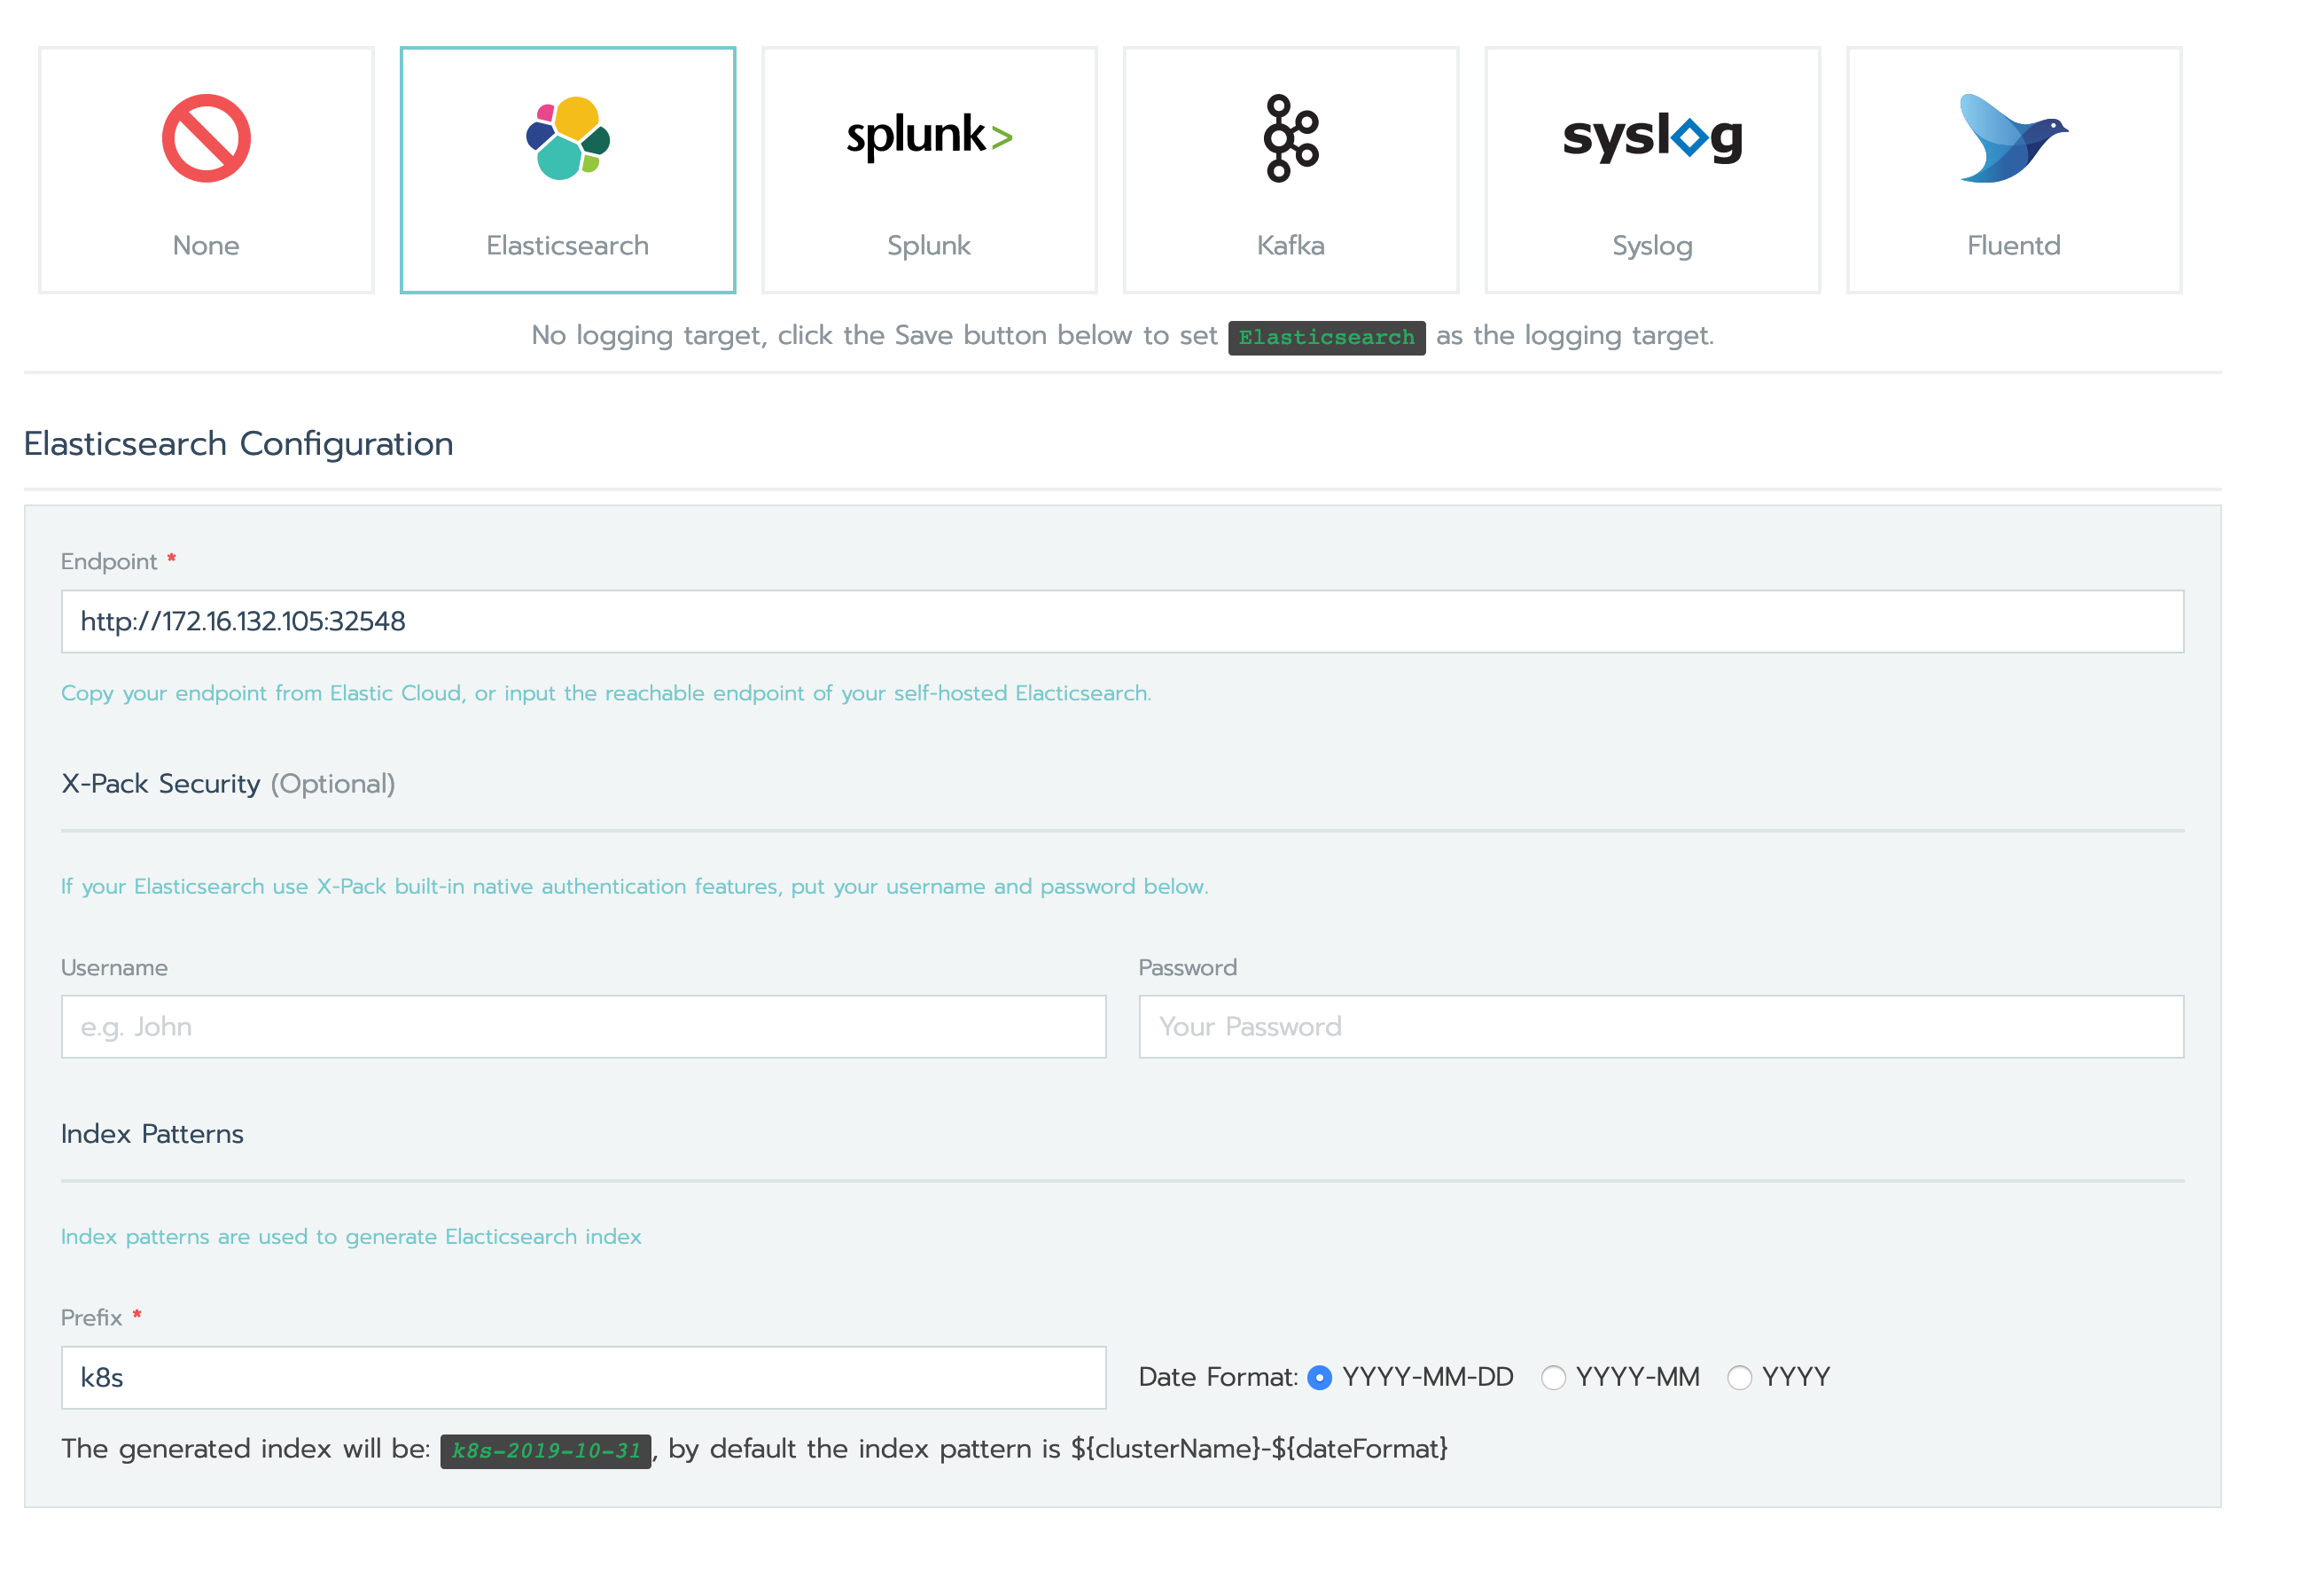 splunk>
syslog
None
Elasticsearch
Splunk
Kafka
Syslog
Fluentd
No logging target, click the Save button below to set Elasticsearch as the logging target.
Elasticsearch Configuration
Endpoint *
http://172.16.132.105:32548
Copy your endpoint from Elastic Cloud, or input the reachable endpoint of your self-hosted Elacticsearch.
X-Pack Security (Optional)
If your Elasticsearch use X-Pack built-in native authentication features, put your username and password below.
Username
Password
e.g. John
Your Password
Index Patterns
Index patterns are used to generate Elacticsearch index
Prefix *
k8s
Date Format: YYYY-MM-DD YYYY-MM YYYY
The generated index will be: k8s-2019-10-31, by default the index pattern is ${clusterName}-${dateFormat}